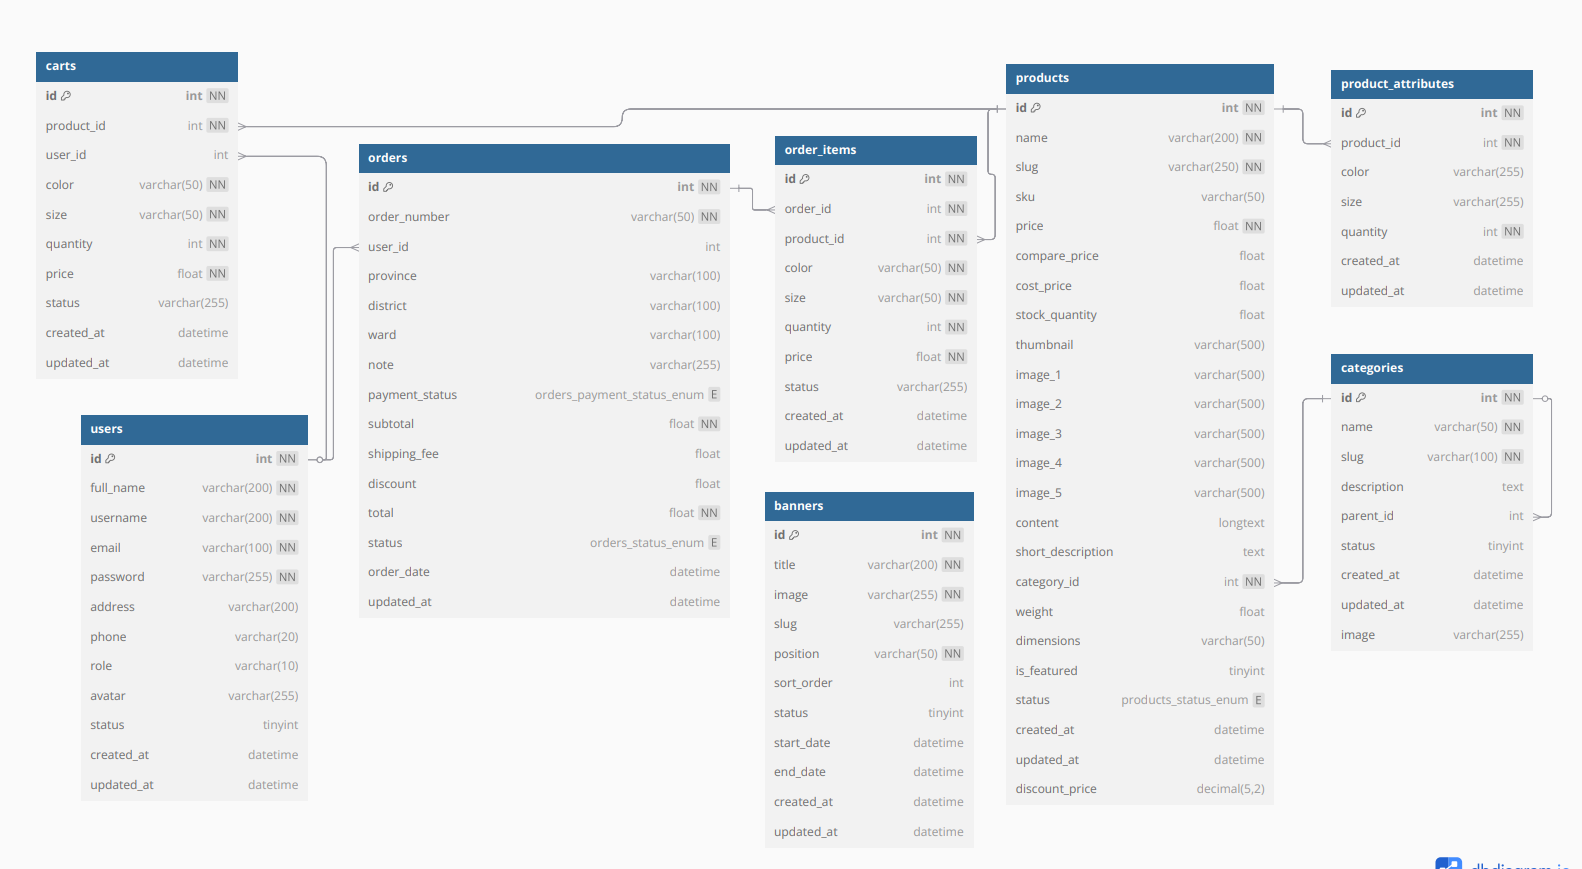 carts
id int NN
product_id int NN
user_id int
color varchar(50) NN
size varchar(50) NN
quantity int NN
price float NN
status varchar(255)
created_at datetime
updated_at datetime
users
id int NN
full_name varchar(200) NN
username varchar(200) NN
email varchar(100) NN
password varchar(255) NN
address varchar(200)
phone varchar(20)
role varchar(10)
avatar varchar(255)
status tinyint
created_at datetime
updated_at datetime
orders
id int NN
order_number varchar(50) NN
user_id int
province varchar(100)
district varchar(100)
ward varchar(100)
note varchar(255)
payment_status orders_payment_status_enum E
subtotal float NN
shipping_fee float
discount float
total float NN
status orders_status_enum E
order_date datetime
updated_at datetime
order_items
id int NN
order_id int NN
product_id int NN
color varchar(50) NN
size varchar(50) NN
quantity int NN
price float NN
status varchar(255)
created_at datetime
updated_at datetime
banners
id int NN
title varchar(200) NN
image varchar(255) NN
slug varchar(255)
position varchar(50) NN
sort_order int
status tinyint
start_date datetime
end_date datetime
created_at datetime
updated_at datetime
products
id int NN
name varchar(200) NN
slug varchar(250) NN
sku varchar(50)
price float NN
compare_price float
cost_price float
stock_quantity float
thumbnail varchar(500)
image_1 varchar(500)
image_2 varchar(500)
image_3 varchar(500)
image_4 varchar(500)
image_5 varchar(500)
content longtext
short_description text
category_id int NN
weight float
dimensions varchar(50)
is_featured tinyint
status products_status_enum E
created_at datetime
updated_at datetime
discount_price decimal(5,2)
product_attributes
id int NN
product_id int NN
color varchar(255)
size varchar(255)
quantity int NN
created_at datetime
updated_at datetime
categories
id int NN
name varchar(50) NN
slug varchar(100) NN
description text
parent_id int
status tinyint
created_at datetime
updated_at datetime
image varchar(255)